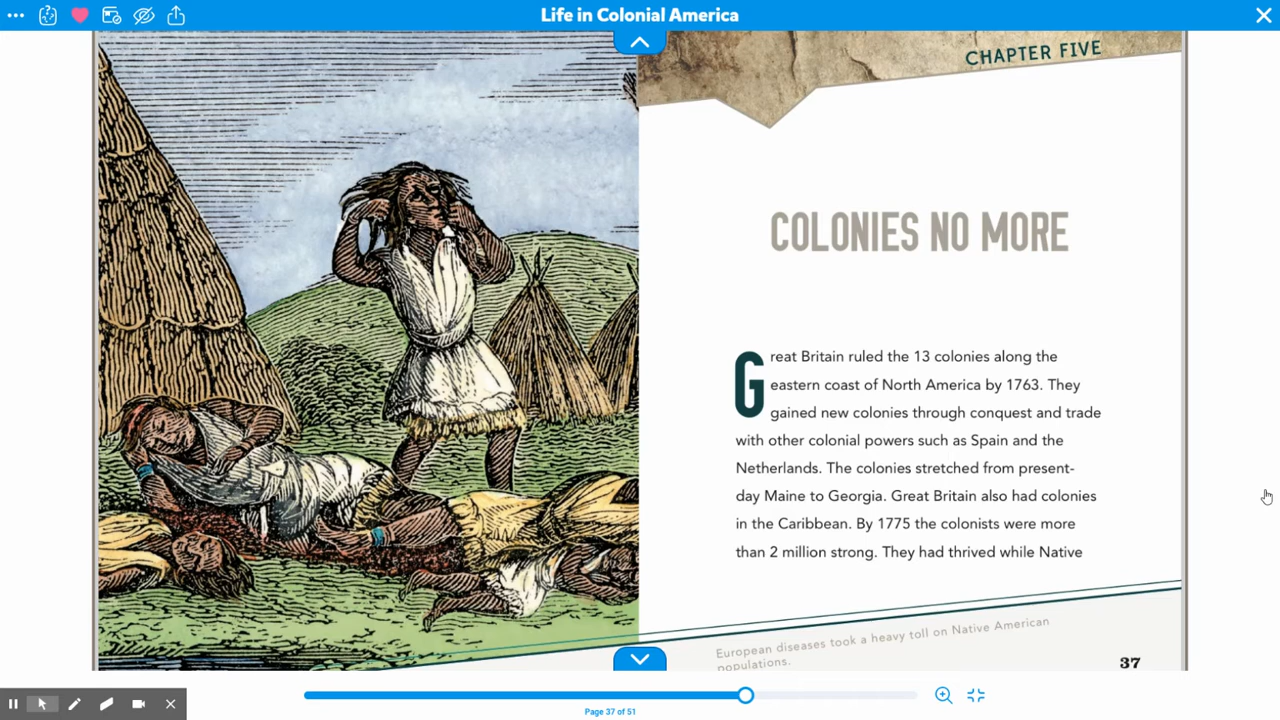 Life in Colonial America
CHAPTER FIVE
COLONIES NO MORE
Great Britain ruled the 13 colonies along the
eastern coast of North America by 1763. They
gained new colonies through conquest and trade
with other colonial powers such as Spain and the
Netherlands. The colonies stretched from present-
day Maine to Georgia. Great Britain also had colonies
in the Caribbean. By 1775 the colonists were more
than 2 million strong. They had thrived while Native
European diseases took a heavy toll on Native American
populations.
37
Page 37 of 51